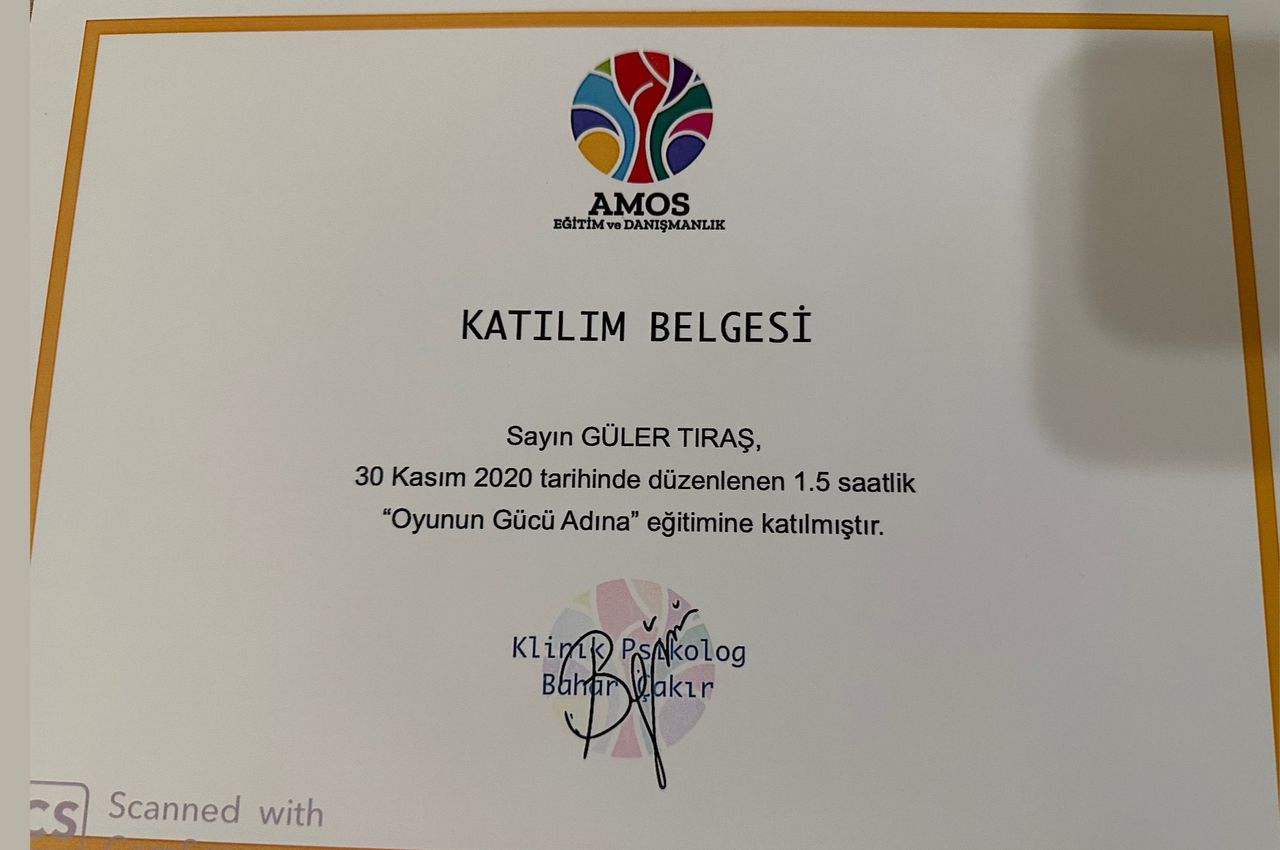 AMOS
EĞİTİM ve DANIŞMANLIK
KATILIM BELGESİ
Sayın GÜLER TIRAŞ,
30 Kasım 2020 tarihinde düzenlenen 1.5 saatlik
“Oyunun Gücü Adına” eğitimine katılmıştır.
Klinik Psikolog
Bahar Çakır
CS Scanned with